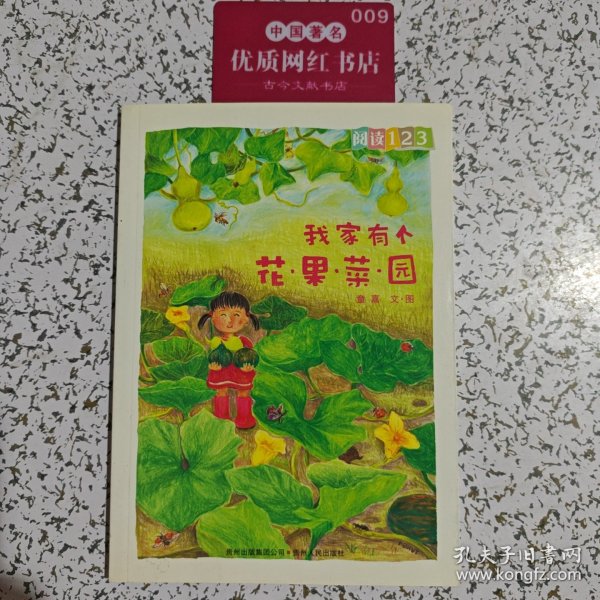 009
中国著名
优质网红书店
古今文献书店
阅读123
我家有个
花·果·菜·园
童嘉 文·图
贵州出版集团公司 贵州人民出版社
孔夫子旧书网
www.kongfz.com